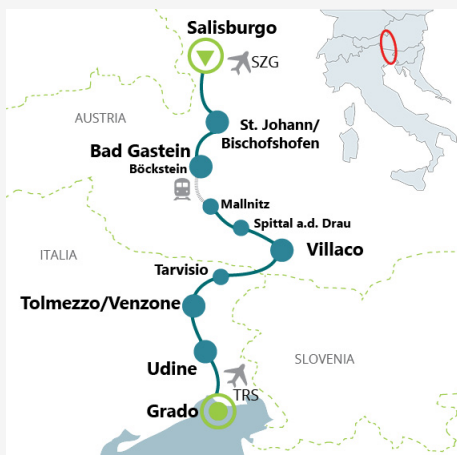 Salisburgo
SZG
AUSTRIA
St. Johann/
Bischofshofen
Bad Gastein
Böckstein
Mallnitz
Spittal a.d. Drau
ITALIA
Villaco
Tarvisio
Tolmezzo/Venzone
SLOVENIA
Udine
TRS
Grado